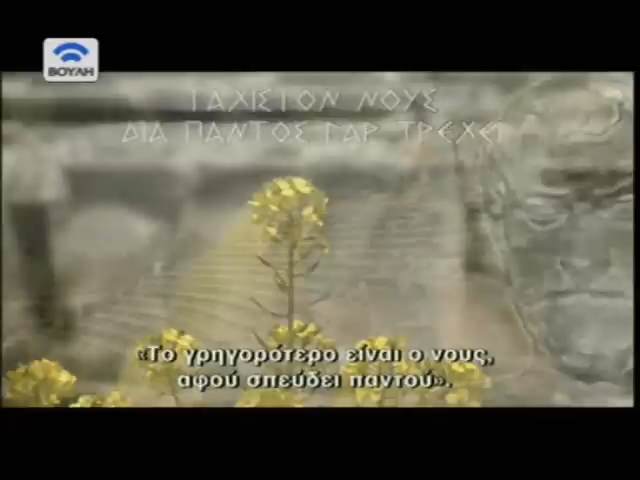 ΒΟΥΛΗ
ΤΑΧΙΣΤΟΝ ΝΟΥΣ
ΔΙΑ ΠΑΝΤΟΣ ΓΑΡ ΤΡΕΧΕΙ
«Το γρηγορότερο είναι ο νους,
αφού σπεύδει παντού».